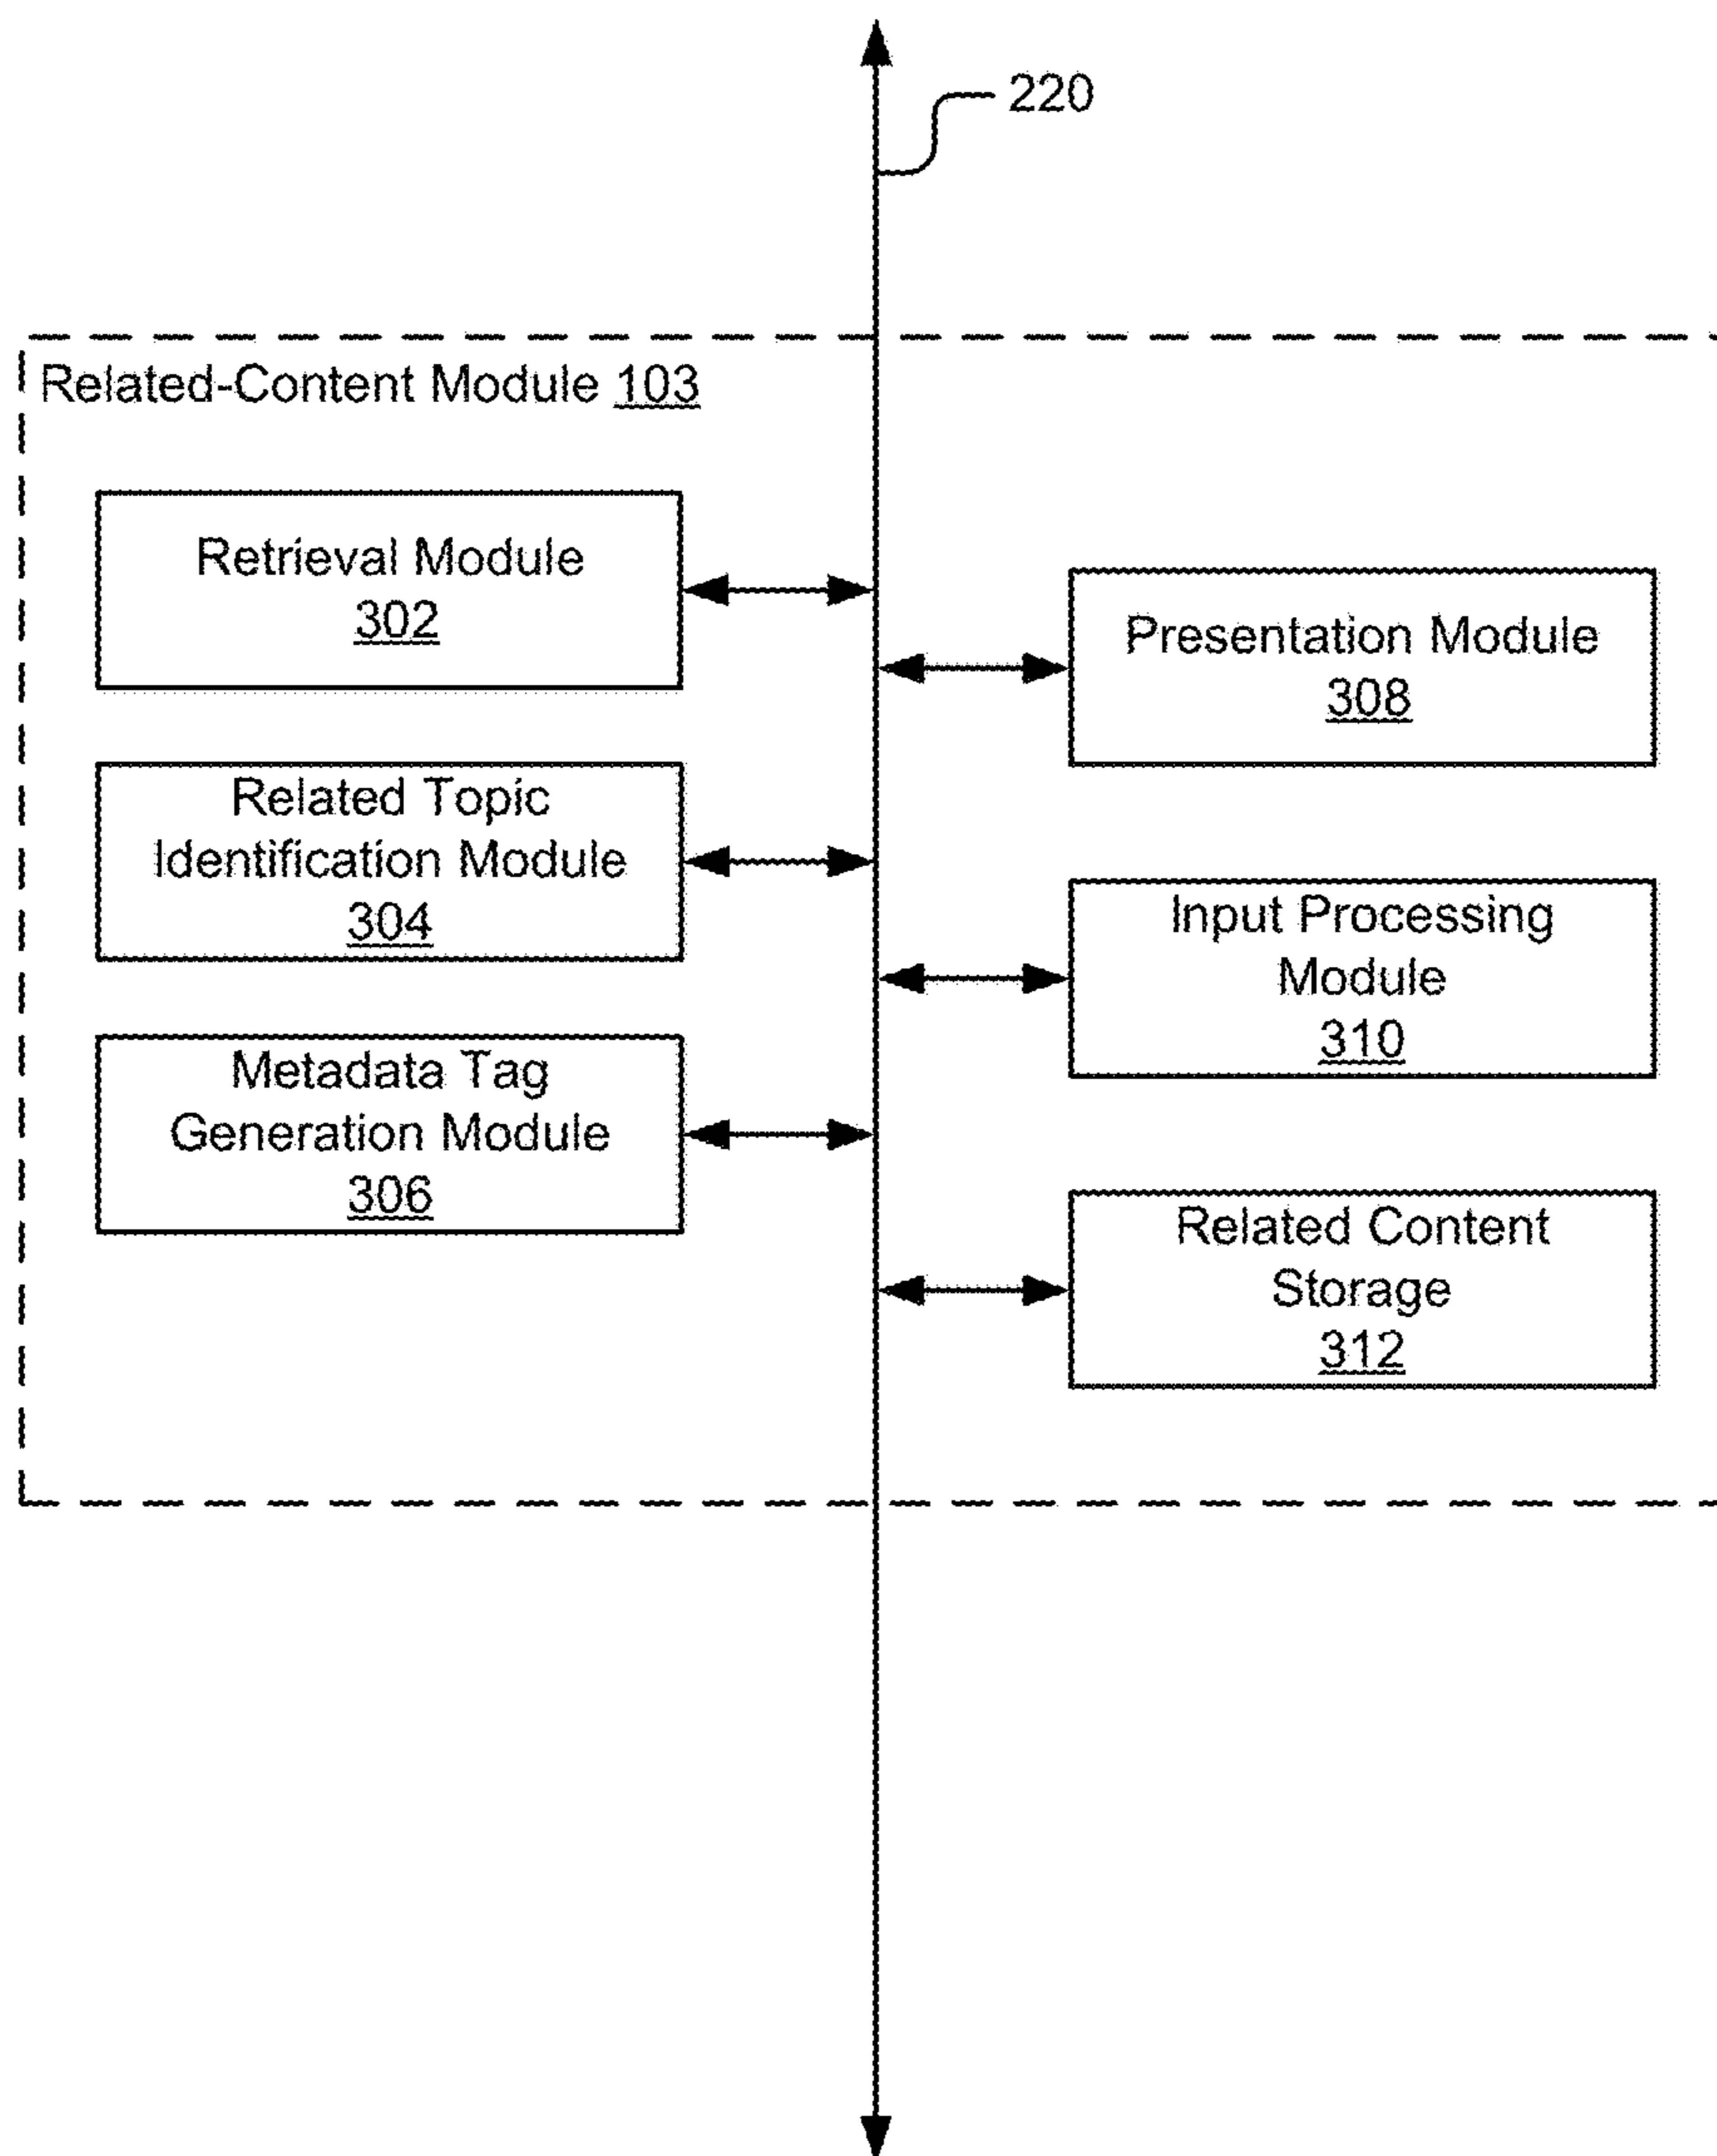 220
Related-Content Module 103
Retrieval Module
302
Related Topic
Identification Module
304
Metadata Tag
Generation Module
306
Presentation Module
308
Input Processing
Module
310
Related Content
Storage
312